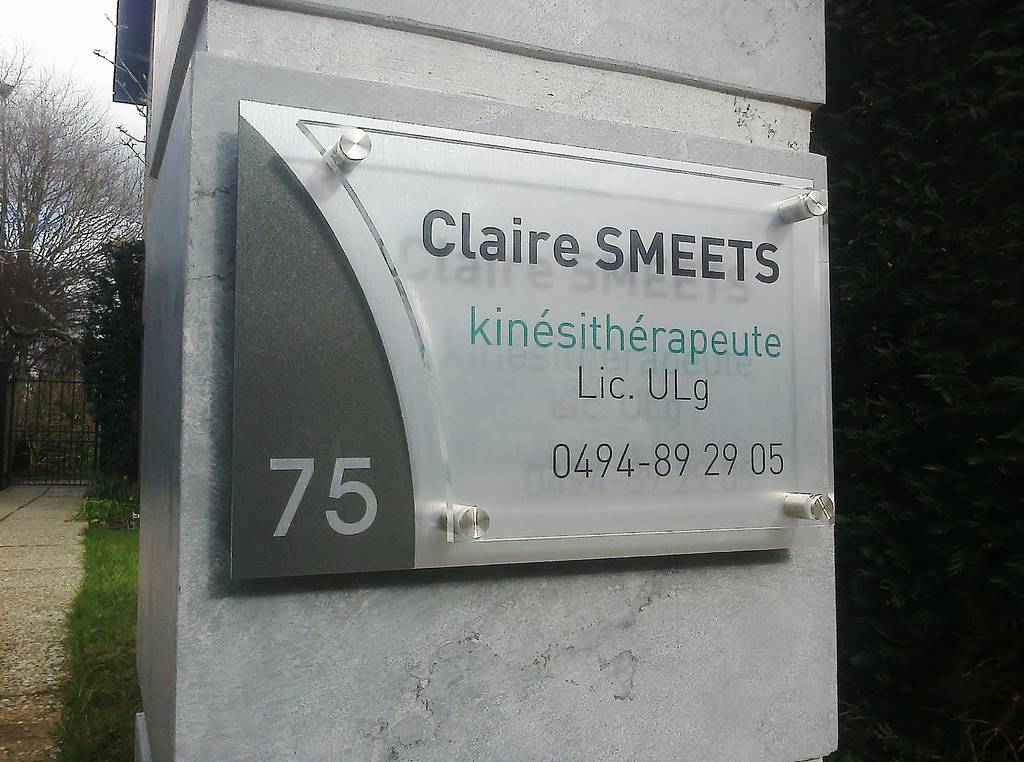 Claire SMEETS
kinésithérapeute
Lic. ULg
0494-89 29 05
75